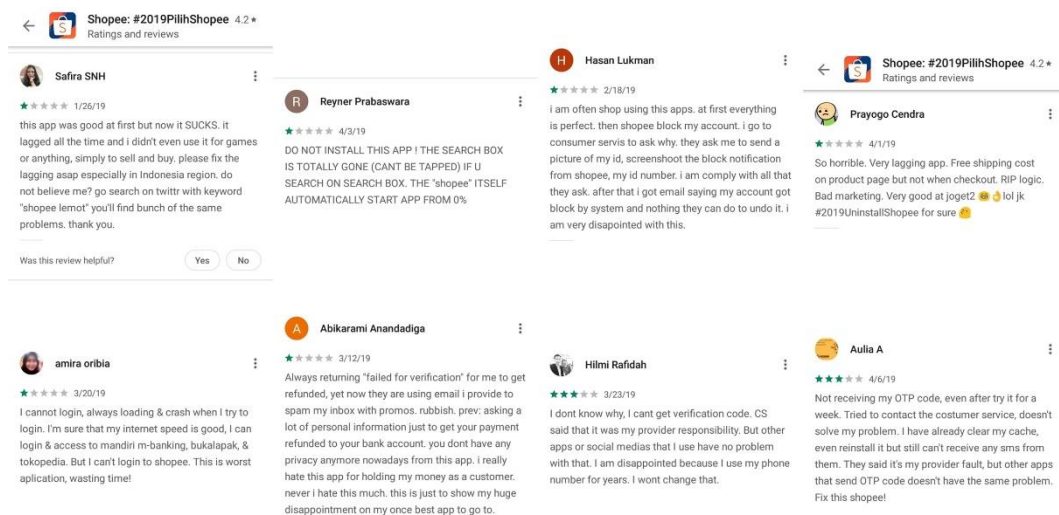 Shopee: #2019PilihShopee 4.2★
Ratings and reviews
Safira SNH
1/26/19
this app was good at first but now it SUCKS. it
lagged all the time and i didn't even use it for games
or anything, simply to sell and buy. please fix the
lagging asap especially in Indonesia region. do
not believe me? go search on twittr with keyword
"shopee lemot" you'll find bunch of the same
problems. thank you.
Was this review helpful?
Yes
No
R
Reyner Prabaswara
4/3/19
DO NOT INSTALL THIS APP ! THE SEARCH BOX
IS TOTALLY GONE (CANT BE TAPPED) IF U
SEARCH ON SEARCH BOX. THE "shopee" ITSELF
AUTOMATICALLY START APP FROM 0%
H
Hasan Lukman
2/18/19
i am often shop using this apps. at first everything
is perfect. then shopee block my account. i go to
consumer servis to ask why. they ask me to send a
picture of my id, screenshoot the block notification
from shopee, my id number. i am comply with all that
they ask. after that i got email saying my account got
block by system and nothing they can do to undo it. i
am very disapointed with this.
Shopee: #2019PilihShopee 4.2★
Ratings and reviews
Prayogo Cendra
4/1/19
So horrible. Very lagging app. Free shipping cost
on product page but not when checkout. RIP logic.
Bad marketing. Very good at joget2 👌 lol jk
#2019UninstallShopee for sure
amira oribia
3/20/19
I cannot login, always loading & crash when I try to
login. I'm sure that my internet speed is good, I can
login & access to mandiri m-banking, bukalapak, &
tokopedia. But I can't login to shopee. This is worst
aplication, wasting time!
A
Abikarami Anandadiga
3/12/19
Always returning "failed for verification" for me to get
refunded, yet now they are using email i provide to
spam my inbox with promos. rubbish. prev: asking a
lot of personal information just to get your payment
refunded to your bank account. you dont have any
privacy anymore nowadays from this app. i really
hate this app for holding my money as a customer.
never i hate this much. this is just to show my huge
disappointment on my once best app to go to.
Hilmi Rafidah
3/23/19
I dont know why, I cant get verification code. CS
said that it was my provider responsibility. But other
apps or social medias that I use have no problem
with that. I am disappointed because I use my phone
number for years. I wont change that.
Aulia A
4/6/19
Not receiving my OTP code, even after try it for a
week. Tried to contact the costumer service, doesn't
solve my problem. I have already clear my cache,
even reinstall it but still can't receive any sms from
them. They said it's my provider fault, but other apps
that send OTP code doesn't have the same problem.
Fix this shopee!